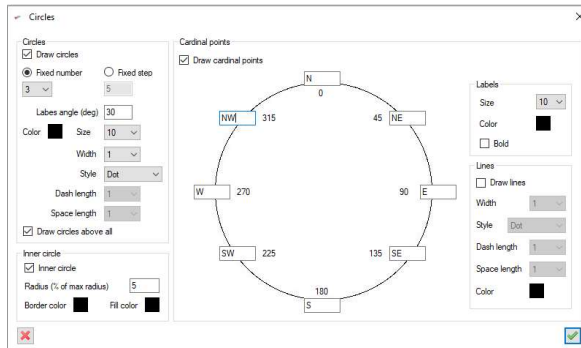 Circles
Circles
Draw circles
Fixed number
Fixed step
3
5
Labes angle (deg)
30
Color
Size
10
Width
1
Style
Dot
Dash length
1
Space length
1
Draw circles above all
Inner circle
Inner circle
Radius (% of max radius)
5
Border color
Fill color
Cardinal points
Draw cardinal points
N
0
NW
315
45
NE
W
270
90
E
SW
225
135
SE
180
S
Labels
Size
10
Color
Bold
Lines
Draw lines
Width
1
Style
Dot
Dash length
1
Space length
1
Color